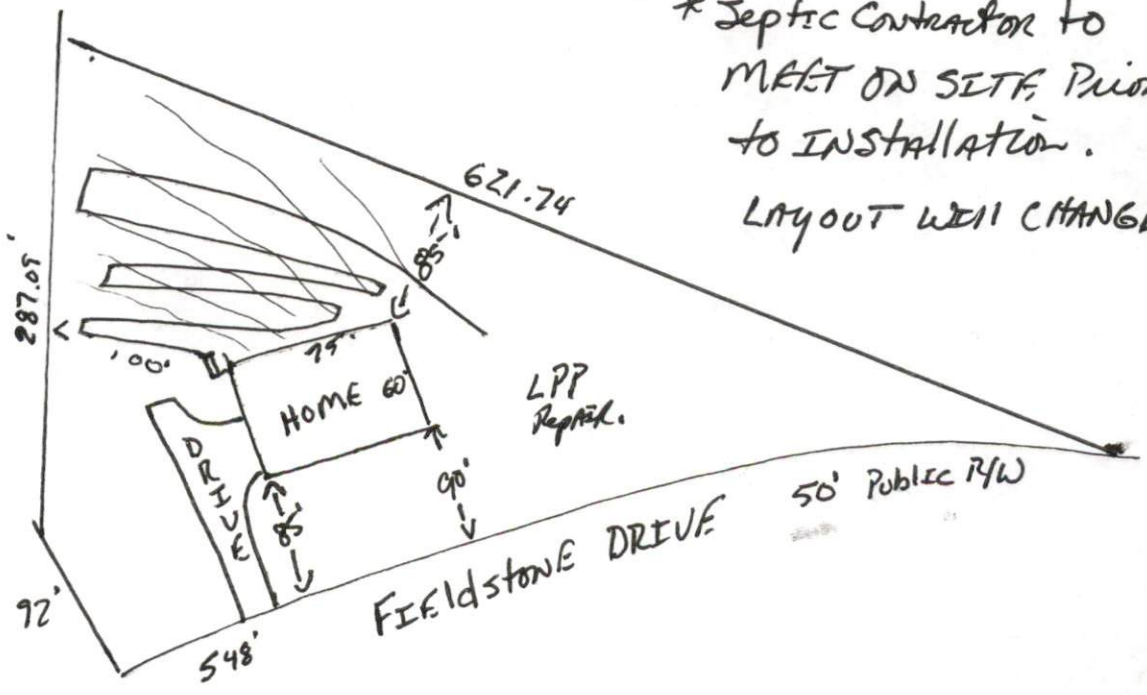 * Septic Contractor to
MEET ON SITE, Prior
to INStallation.
LAYOUT WILL CHANGE
621.74
85'
287.05'
'00'
75'
HOME 60'
LPP
Repair.
DRIVE
85'
90'
50' Public R/W
FIELdstONE DRIVE
92'
548'